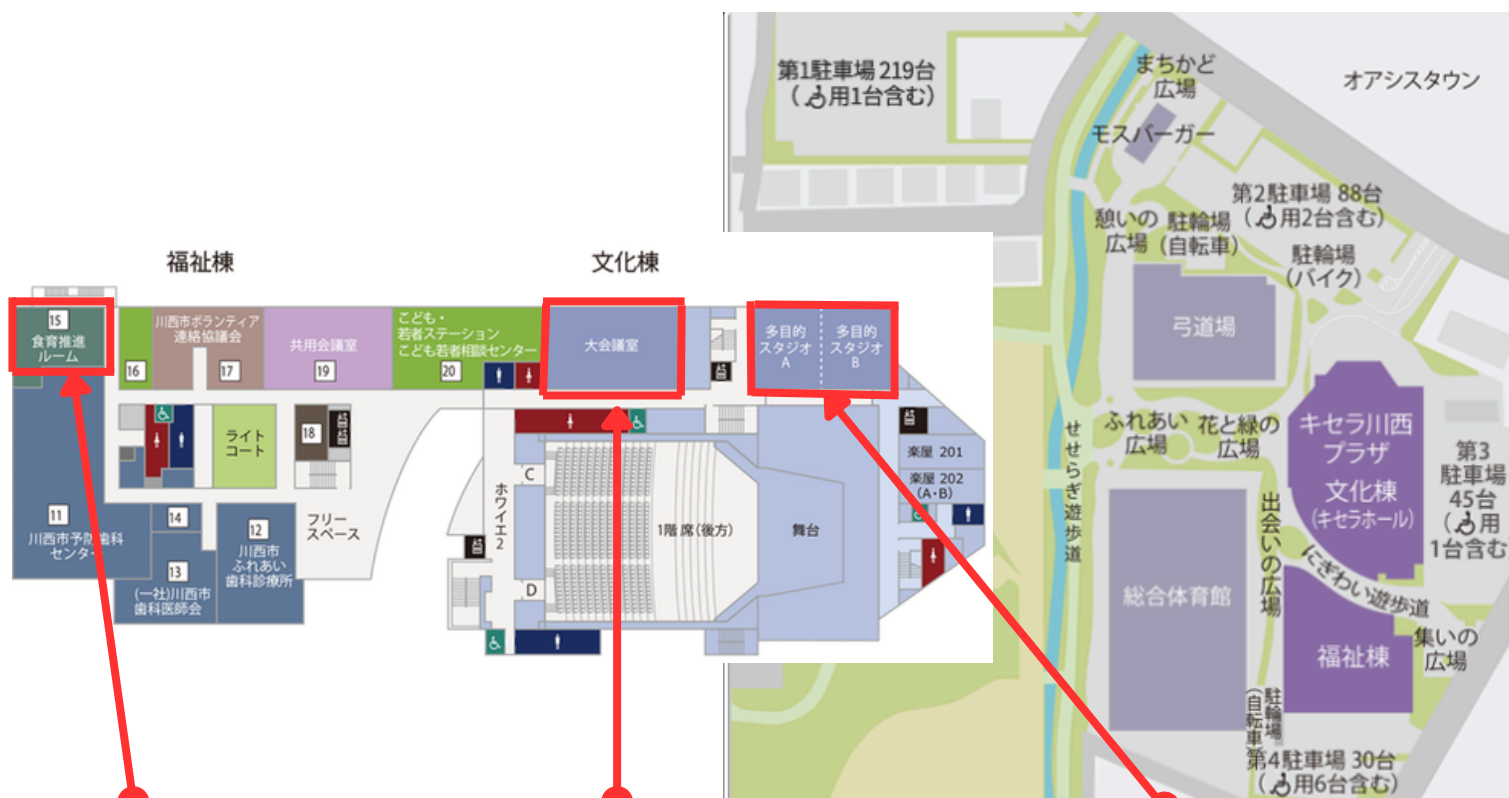 福祉棟
文化棟
15
食育推進
ルーム
16
川西市ボランティア
連絡協議会
17
共用会議室
19
こども・
若者ステーション
こども若者相談センター
20
大会議室
多目的
スタジオ
A
多目的
スタジオ
B
ライト
コート
18
11
川西市予防歯科
センター
14
13
(一社)川西市
歯科医師会
12
川西市
ふれあい
歯科診療所
フリー
スペース
ホワイエ2
C
D
1階 席(後方)
舞台
楽屋 201
楽屋 202
(A・B)
第1駐車場 219台
(用1台含む)
まちかど
広場
オアシスタウン
モスバーガー
第2駐車場 88台
(用2台含む)
憩いの
広場
駐輪場
(自転車)
駐輪場
(バイク)
弓道場
ふれあい
広場
花と緑の
広場
キセラ川西
プラザ
文化棟
(キセラホール)
第3
駐車場
45台
(用
1台含む
せせらぎ遊歩道
出会いの広場
にぎわい遊歩道
総合体育館
福祉棟
集いの
広場
駐輪場
(自転車)
第4駐車場 30台
(用6台含む)